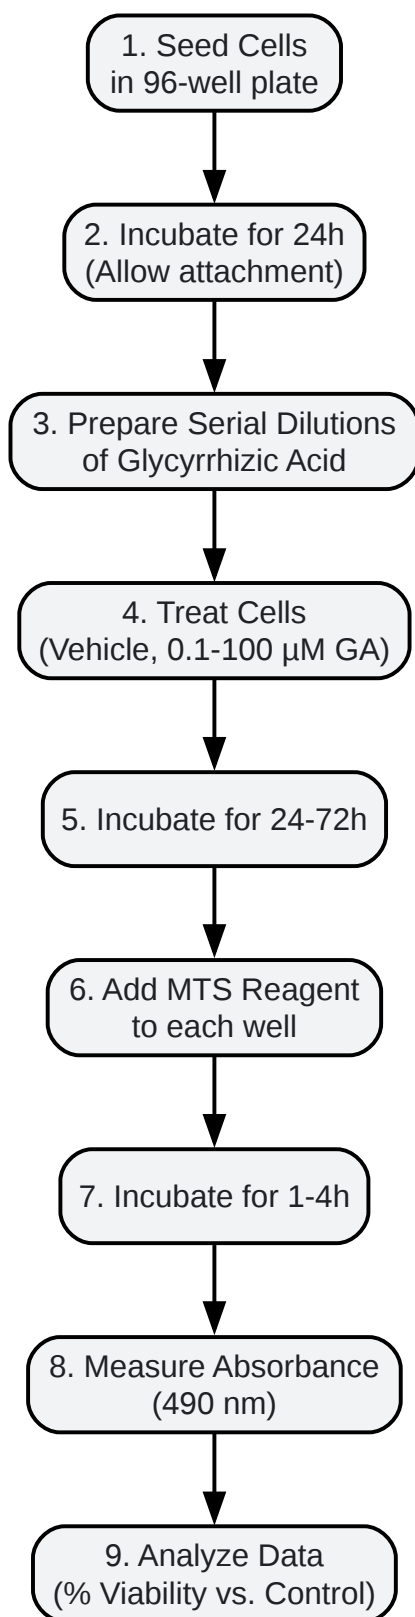 1. Seed Cells
in 96-well plate
2. Incubate for 24h
(Allow attachment)
3. Prepare Serial Dilutions
of Glycyrrhizic Acid
4. Treat Cells
(Vehicle, 0.1-100 µM GA)
5. Incubate for 24-72h
6. Add MTS Reagent
to each well
7. Incubate for 1-4h
8. Measure Absorbance
(490 nm)
9. Analyze Data
(% Viability vs. Control)